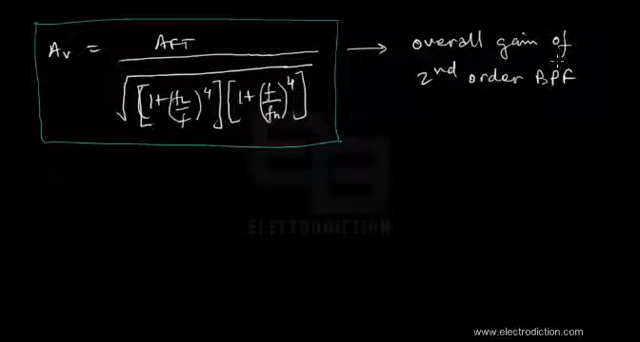 Av = AFT / √[1+(fL/f)^4][1+(f/fH)^4] → overall gain of
2nd order BPF
ELECTRODICTION
www.electrodiction.com